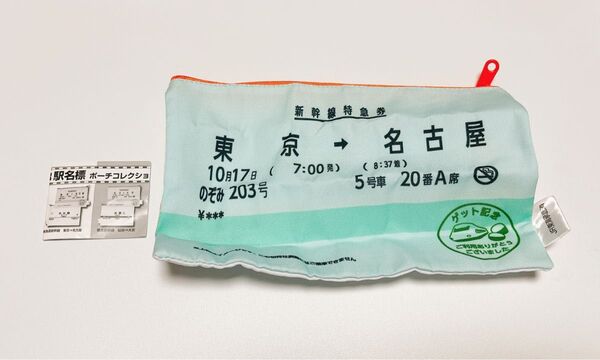 駅名標 ポーチコレクショ
新幹線特急券
東 京 → 名古屋
10月17日 ( 7:00発 ) ( 8:37着 )
のぞみ 203号 5号車 20番A席
¥***
ゲット記念
ご利用ありがとう
ございました